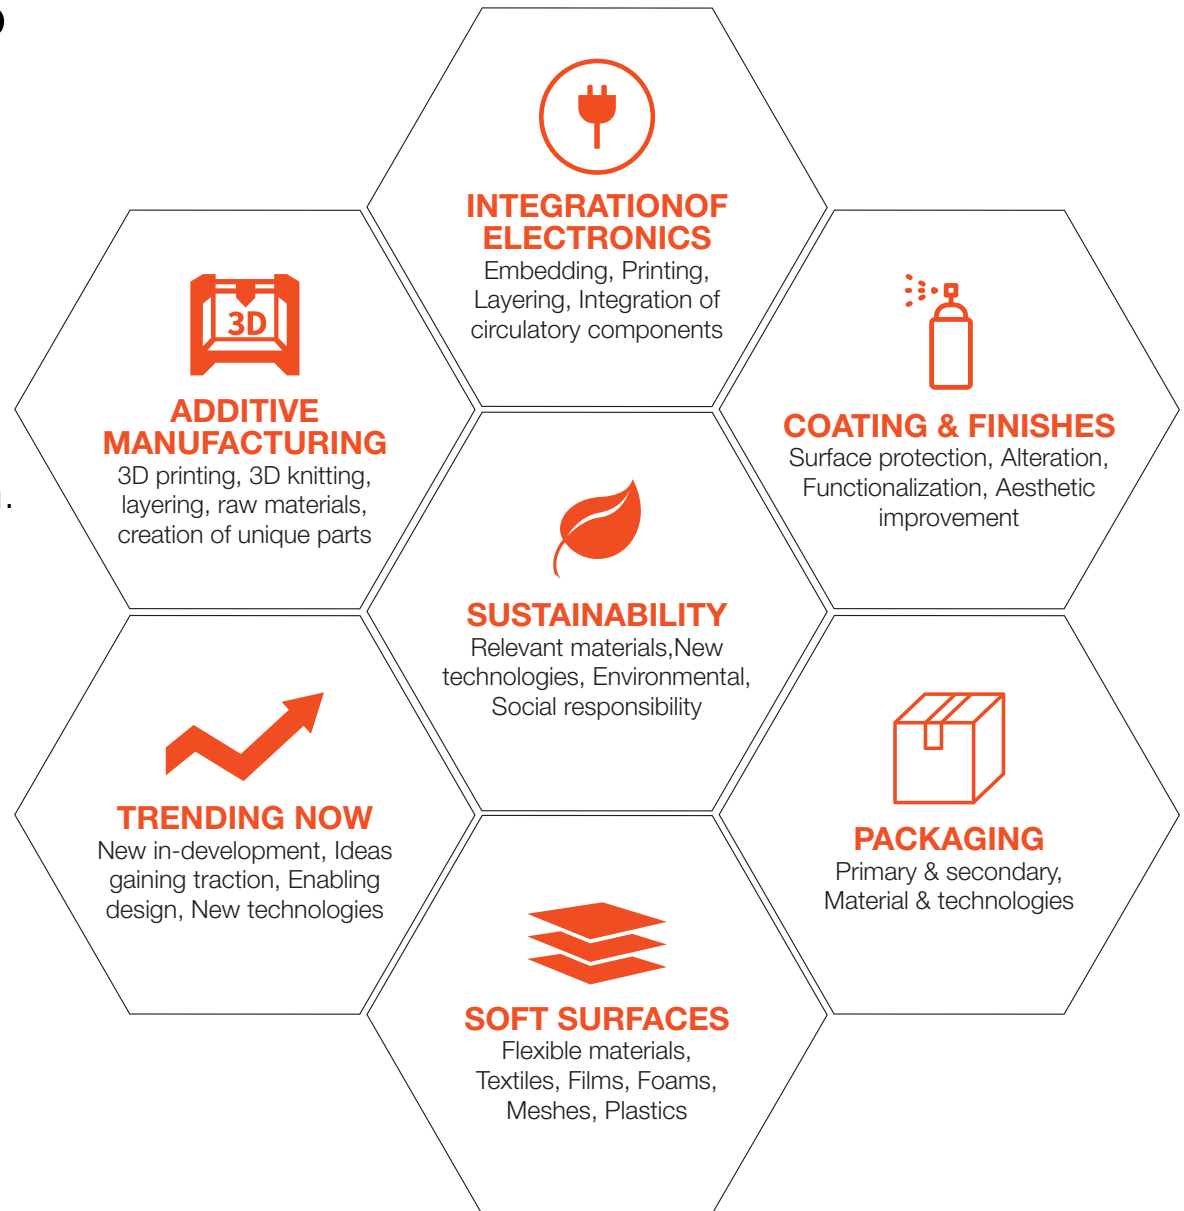 INTEGRATIONOF
ELECTRONICS
Embedding, Printing,
Layering, Integration of
circulatory components
3D
ADDITIVE
MANUFACTURING
3D printing, 3D knitting,
layering, raw materials,
creation of unique parts
COATING & FINISHES
Surface protection, Alteration,
Functionalization, Aesthetic
improvement
SUSTAINABILITY
Relevant materials,New
technologies, Environmental,
Social responsibility
TRENDING NOW
New in-development, Ideas
gaining traction, Enabling
design, New technologies
PACKAGING
Primary & secondary,
Material & technologies
SOFT SURFACES
Flexible materials,
Textiles, Films, Foams,
Meshes, Plastics